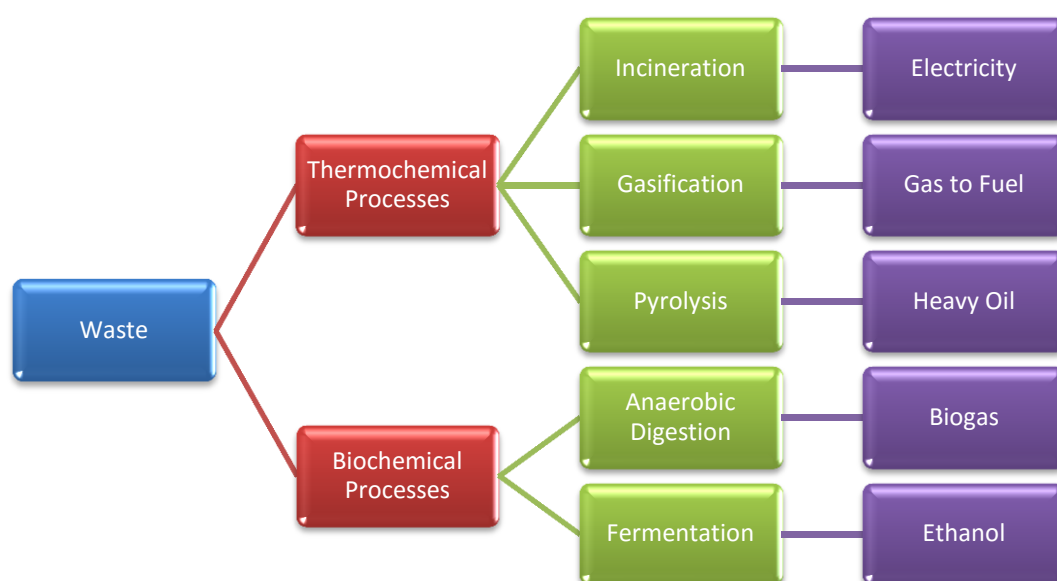 Waste
Thermochemical
Processes
Incineration
Electricity
Gasification
Gas to Fuel
Pyrolysis
Heavy Oil
Biochemical
Processes
Anaerobic
Digestion
Biogas
Fermentation
Ethanol